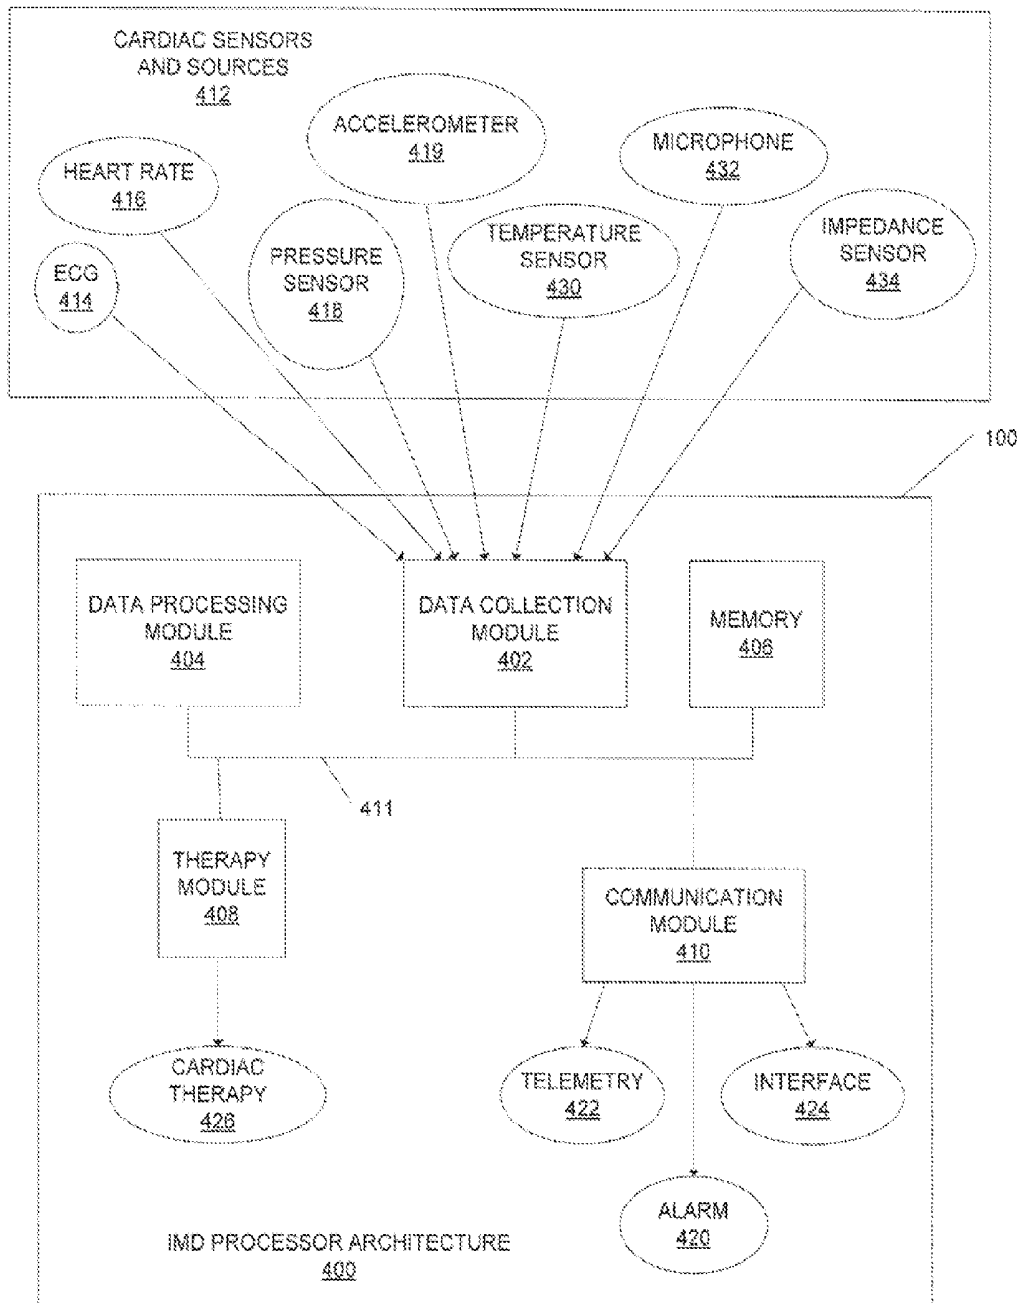 CARDIAC SENSORS
AND SOURCES
412
ACCELEROMETER
419
MICROPHONE
432
HEART RATE
416
IMPEDANCE
SENSOR
434
TEMPERATURE
SENSOR
430
PRESSURE
SENSOR
418
ECG
414
100
DATA PROCESSING
MODULE
404
DATA COLLECTION
MODULE
402
MEMORY
406
411
THERAPY
MODULE
408
COMMUNICATION
MODULE
410
CARDIAC
THERAPY
426
TELEMETRY
422
INTERFACE
424
ALARM
420
IMD PROCESSOR ARCHITECTURE
400